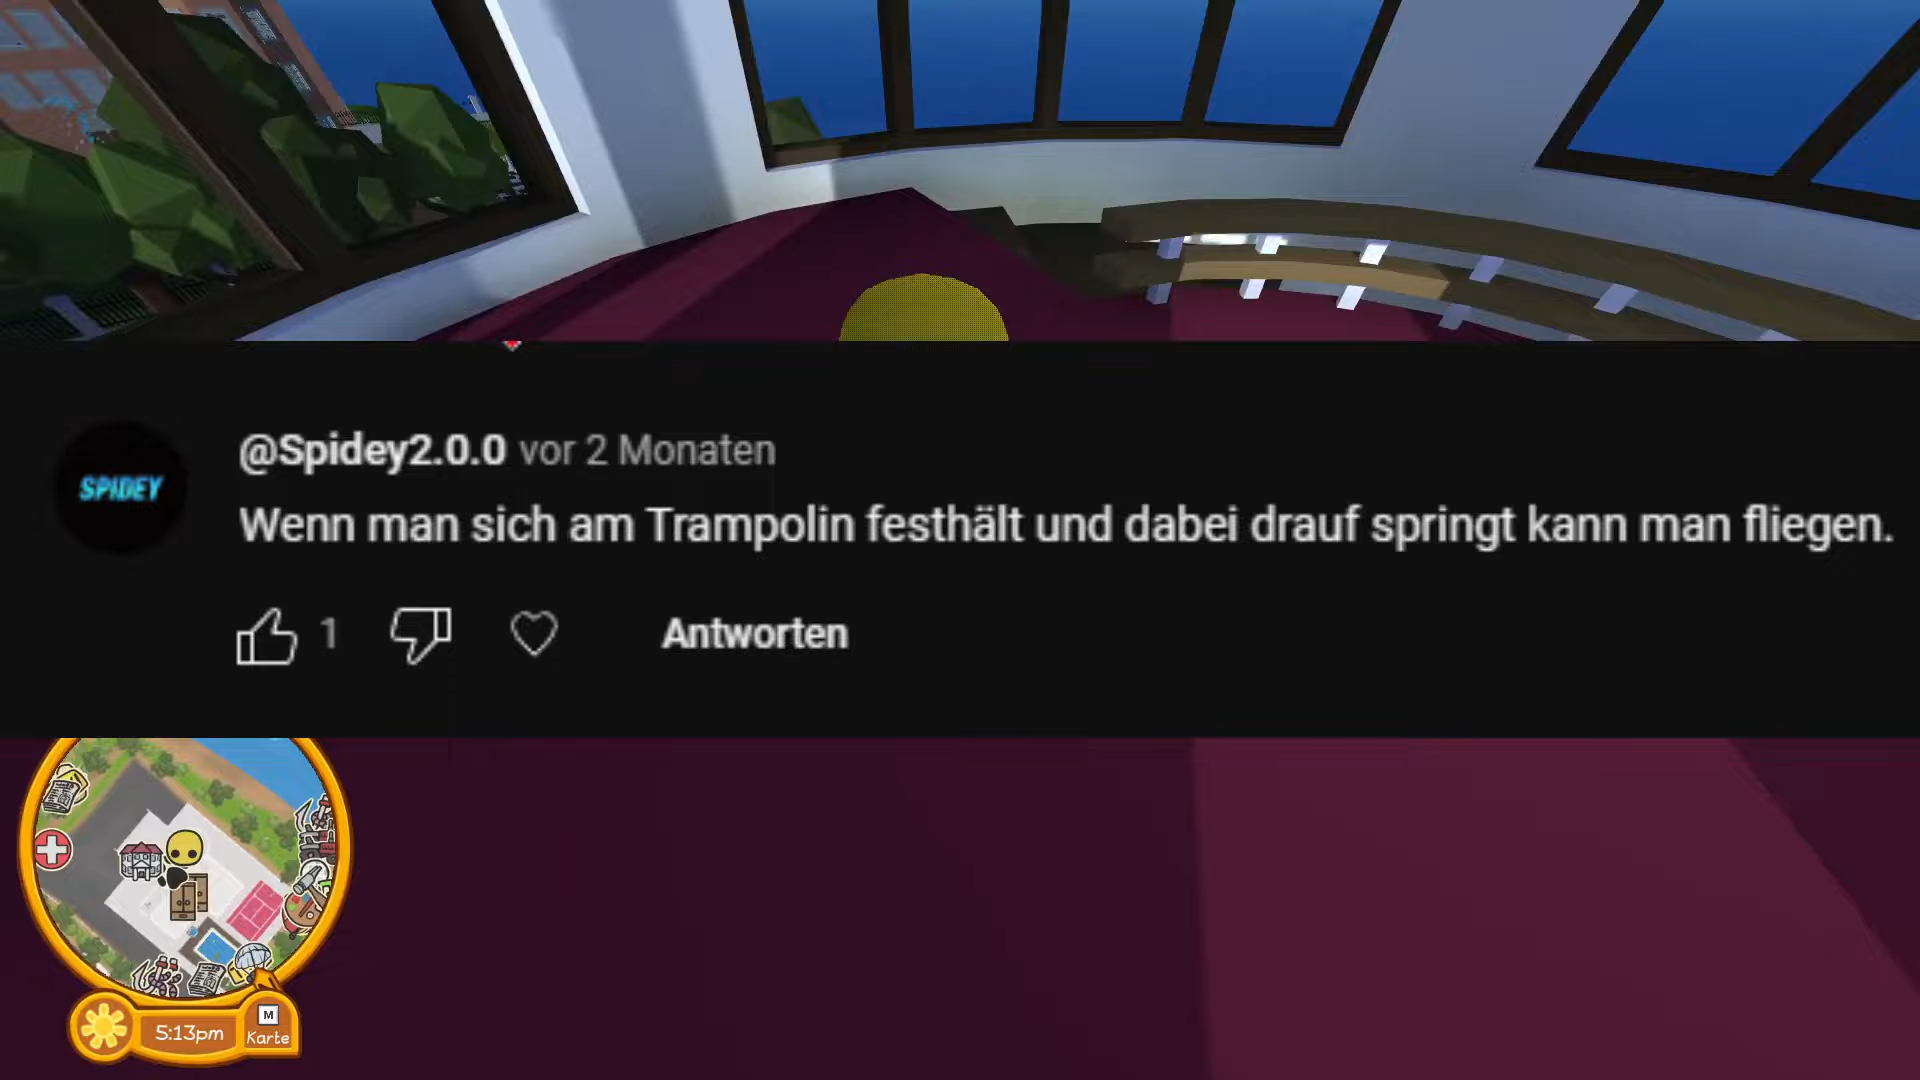 @Spidey2.0.0 vor 2 Monaten
SPIDEY
Wenn man sich am Trampolin festhält und dabei drauf springt kann man fliegen.
1
Antworten
M
5:13pm
Karte